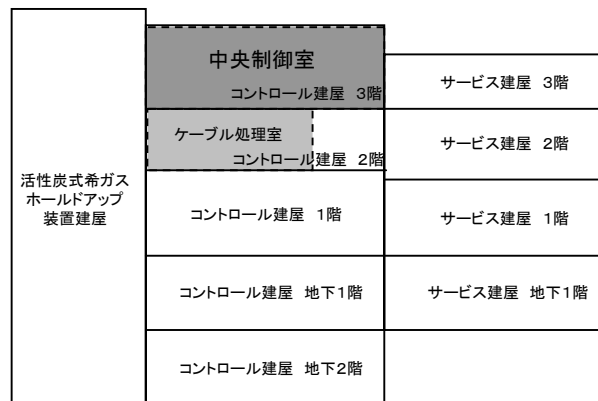 中央制御室
コントロール建屋 3階
サービス建屋 3階
ケーブル処理室
コントロール建屋 2階
サービス建屋 2階
活性炭式希ガス
ホールドアップ
装置建屋
コントロール建屋 1階
サービス建屋 1階
コントロール建屋 地下1階
サービス建屋 地下1階
コントロール建屋 地下2階